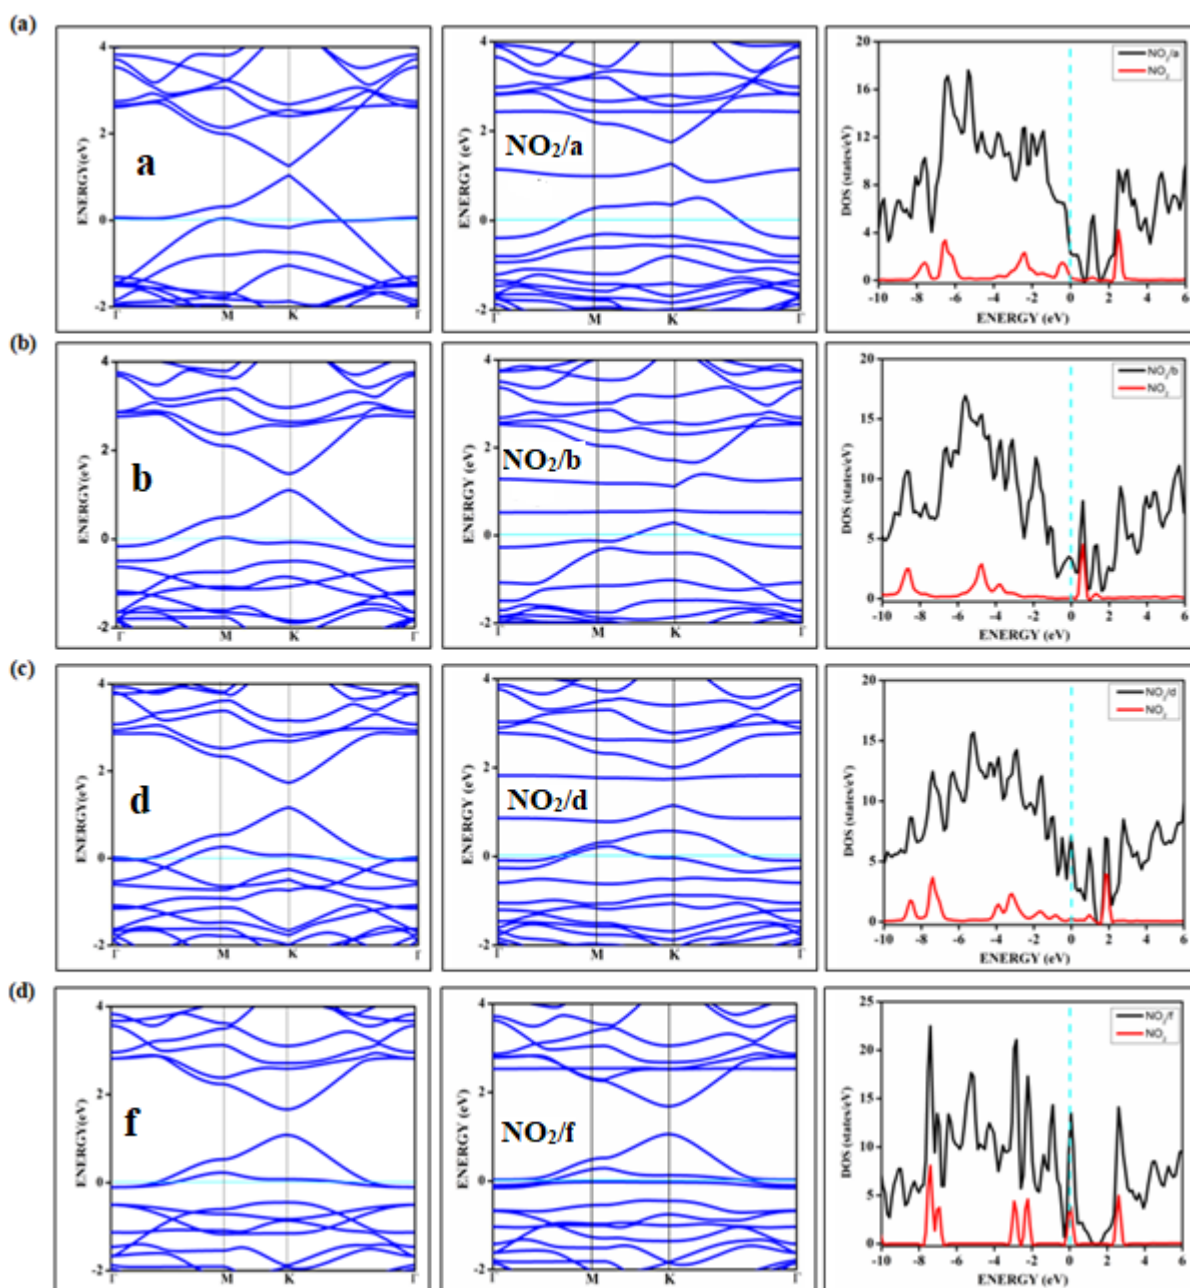 (a)
ENERGY(eV)
4
2
0
-2
a
Γ
M
K
Γ
ENERGY (eV)
4
2
0
-2
NO2/a
Γ
M
K
Γ
DOS (states/eV)
20
16
12
8
4
0
NO2/a
NO2
-10 -8 -6 -4 -2 0 2 4 6
ENERGY (eV)
(b)
ENERGY(eV)
4
2
0
-2
b
Γ
M
K
Γ
ENERGY (eV)
4
2
0
-2
NO2/b
Γ
M
K
Γ
DOS (states/eV)
20
15
10
5
0
NO2/b
NO2
-10 -8 -6 -4 -2 0 2 4 6
ENERGY (eV)
(c)
ENERGY(eV)
4
2
0
-2
d
Γ
M
K
Γ
ENERGY (eV)
4
2
0
-2
NO2/d
Γ
M
K
Γ
DOS (states/eV)
20
15
10
5
0
NO2/d
NO2
-10 -8 -6 -4 -2 0 2 4 6
ENERGY (eV)
(d)
ENERGY(eV)
4
2
0
-2
f
Γ
M
K
Γ
ENERGY (eV)
4
2
0
-2
NO2/f
Γ
M
K
Γ
DOS (states/eV)
25
20
15
10
5
0
NO2/f
NO2
-10 -8 -6 -4 -2 0 2 4 6
ENERGY (eV)